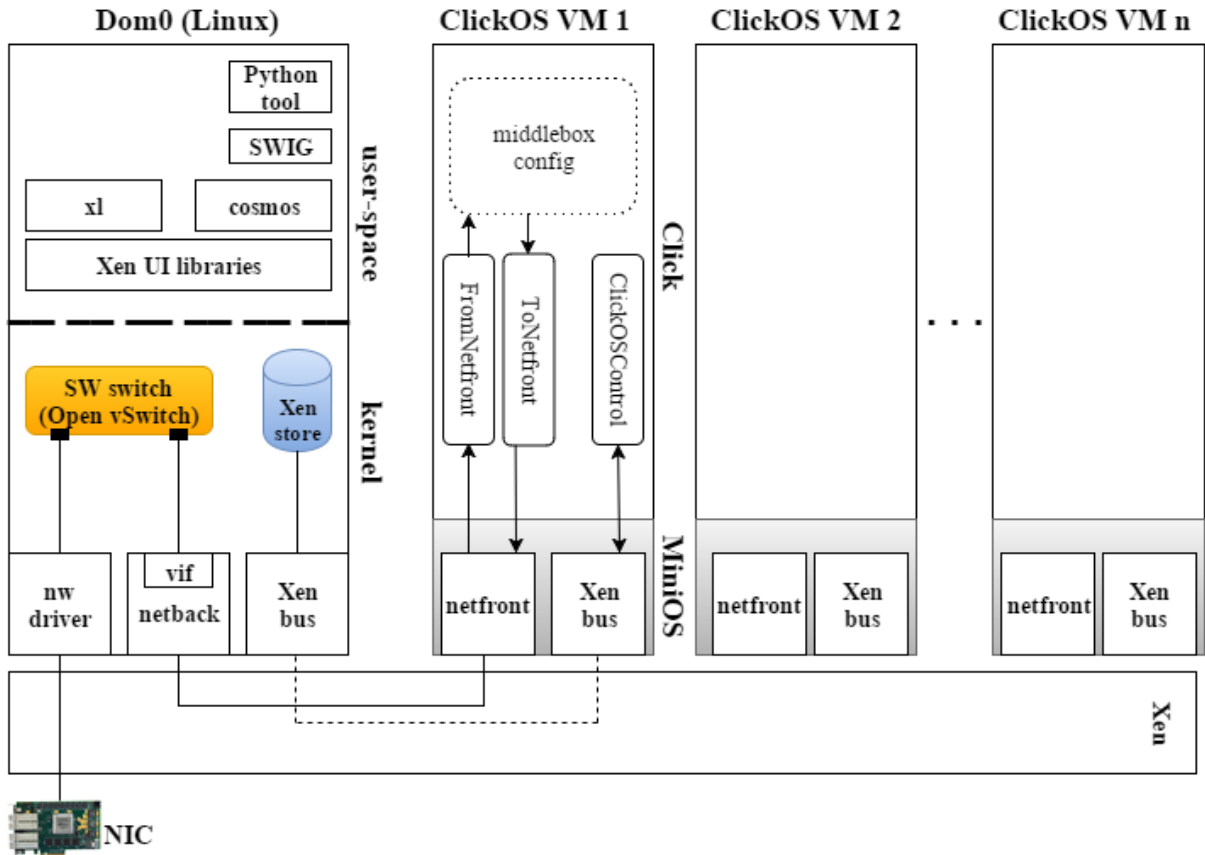 Dom0 (Linux)
ClickOS VM 1
ClickOS VM 2
ClickOS VM n
Python
tool
SWIG
xl
cosmos
Xen UI libraries
user-space
SW switch
(Open vSwitch)
Xen
store
kernel
nw
driver
vif
netback
Xen
bus
middlebox
config
FromNetfront
ToNetfront
ClickOSControl
Click
netfront
Xen
bus
MiniOS
netfront
Xen
bus
. . .
netfront
Xen
bus
Xen
NIC